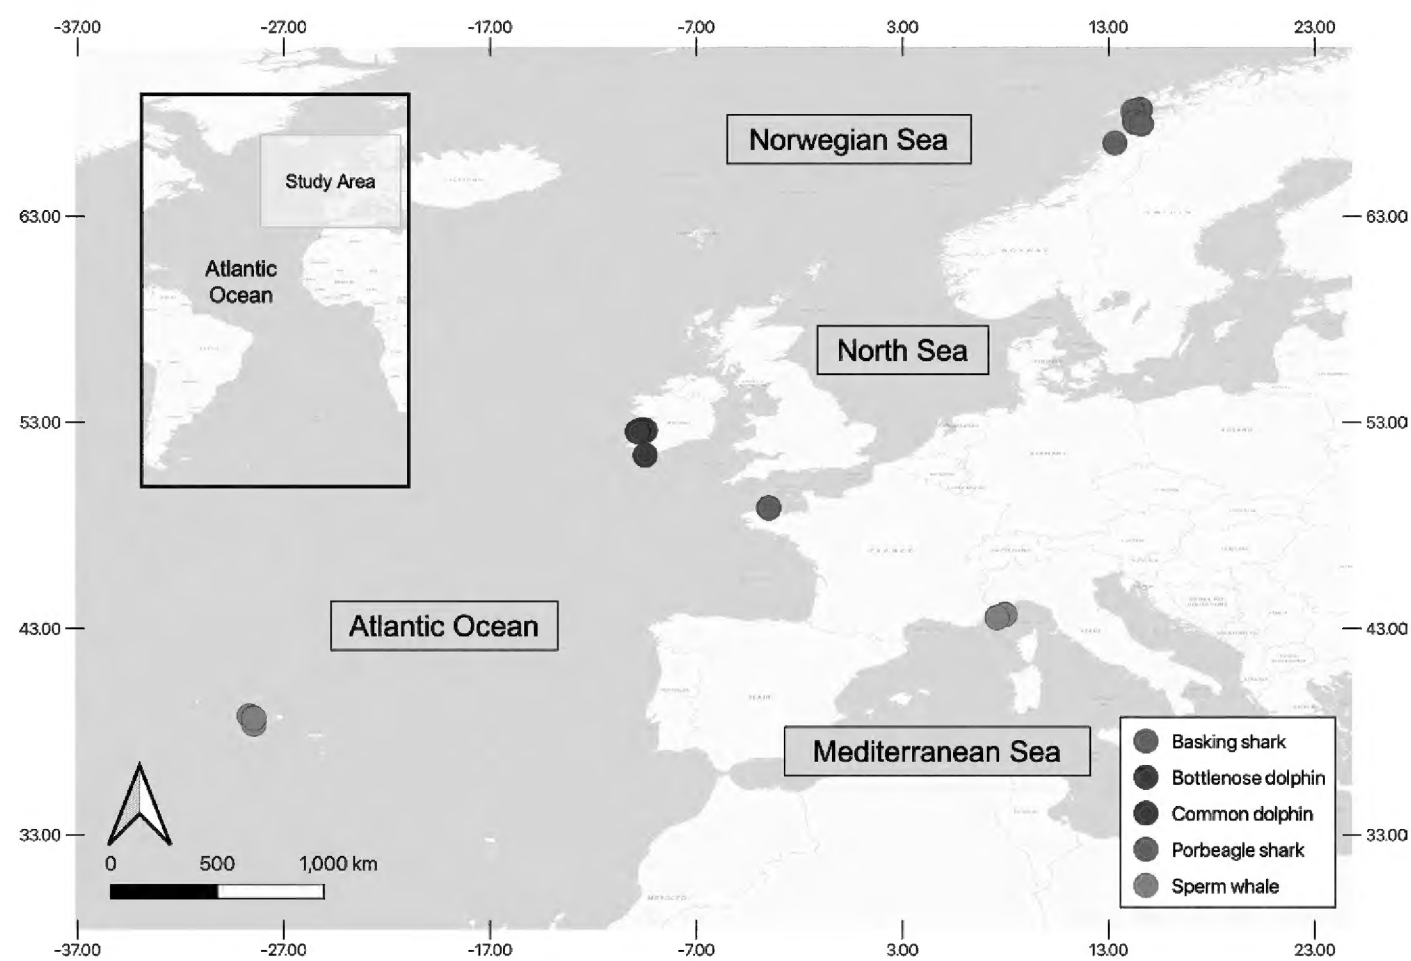 -37.00 -27.00 -17.00 -7.00 3.00 13.00 23.00
Norwegian Sea
Study Area
63.00 63.00
Atlantic
Ocean
North Sea
53.00 53.00
Atlantic Ocean
43.00 43.00
Mediterranean Sea
Basking shark
Bottlenose dolphin
Common dolphin
Porbeagle shark
Sperm whale
33.00 33.00
0 500 1,000 km
-37.00 -27.00 -17.00 -7.00 3.00 13.00 23.00